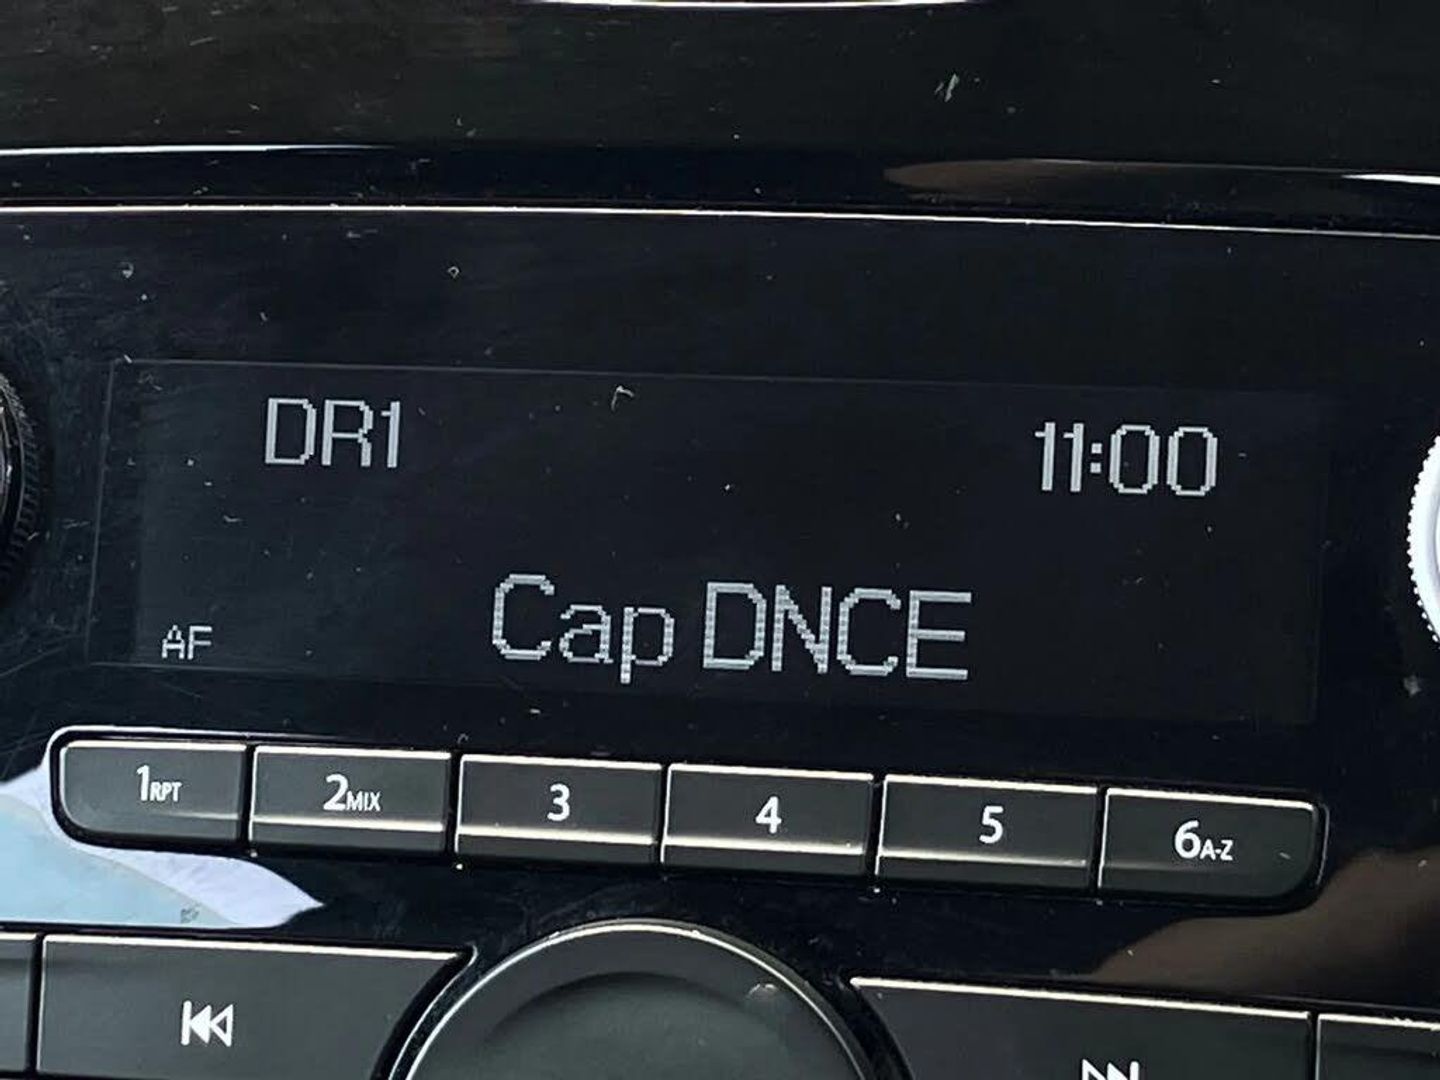 DR1 11:00
Cap DNCE
AF
1RPT 2MIX 3 4 5 6A-Z